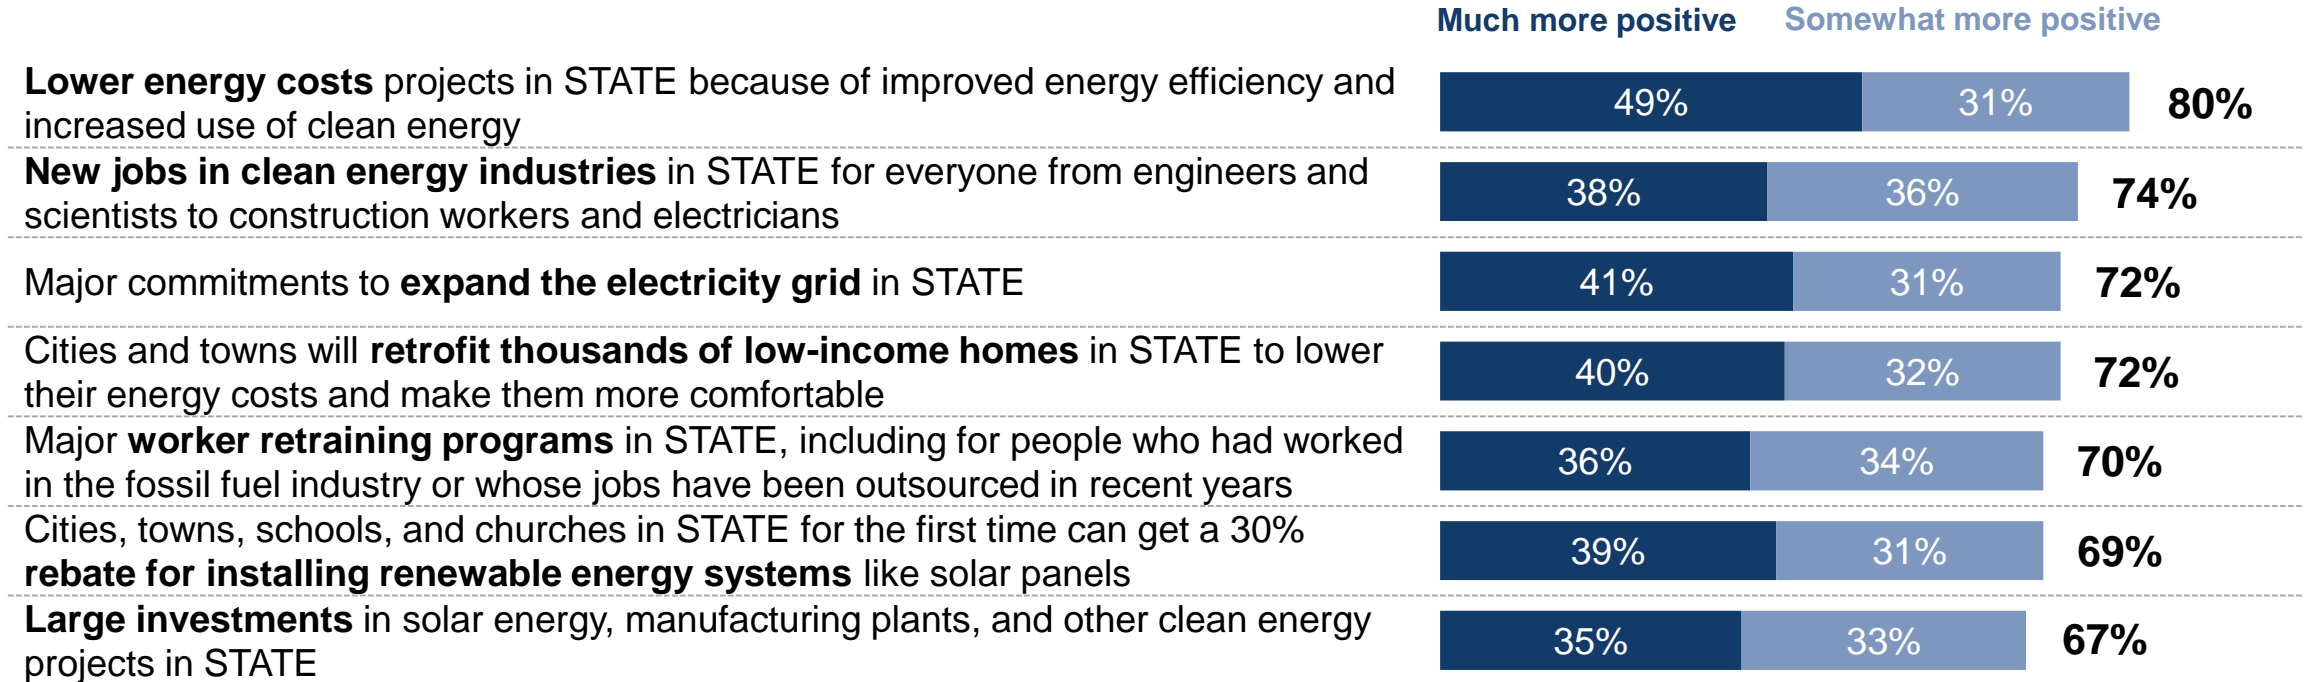 Much more positive Somewhat more positive
Lower energy costs projects in STATE because of improved energy efficiency and
increased use of clean energy
49% 31% 80%
New jobs in clean energy industries in STATE for everyone from engineers and
scientists to construction workers and electricians
38% 36% 74%
Major commitments to expand the electricity grid in STATE
41% 31% 72%
Cities and towns will retrofit thousands of low-income homes in STATE to lower
their energy costs and make them more comfortable
40% 32% 72%
Major worker retraining programs in STATE, including for people who had worked
in the fossil fuel industry or whose jobs have been outsourced in recent years
36% 34% 70%
Cities, towns, schools, and churches in STATE for the first time can get a 30%
rebate for installing renewable energy systems like solar panels
39% 31% 69%
Large investments in solar energy, manufacturing plants, and other clean energy
projects in STATE
35% 33% 67%